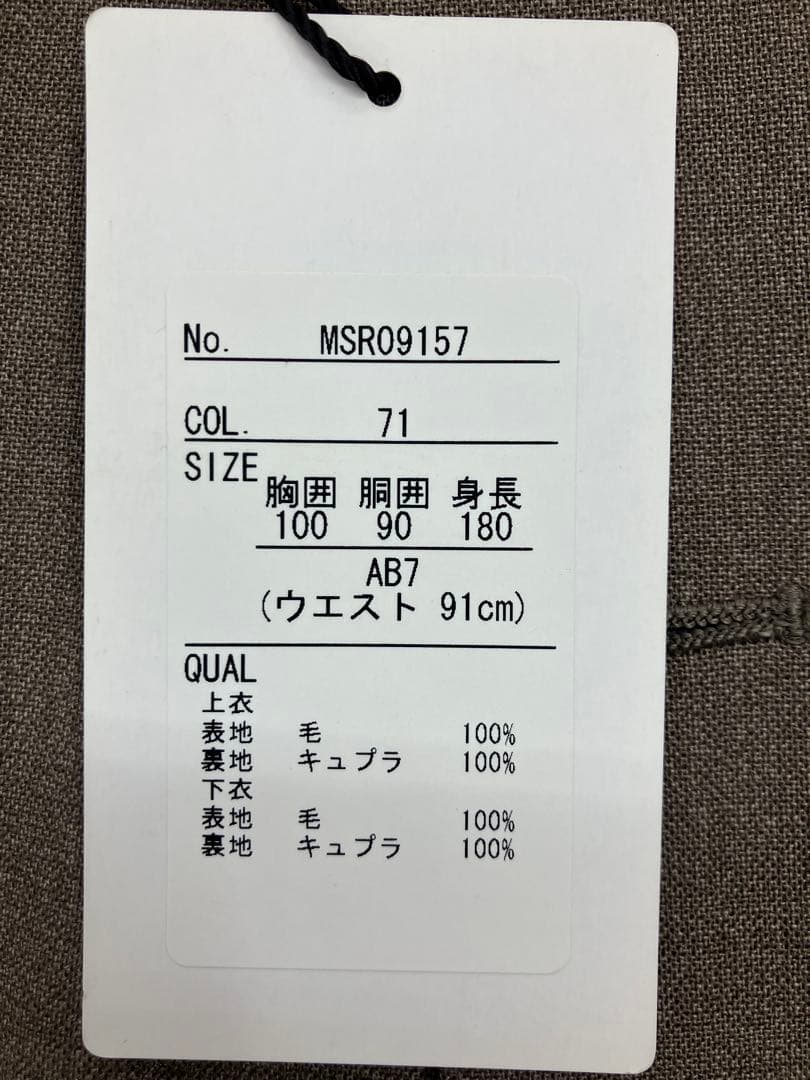 No. MSR09157
COL. 71
SIZE
胸囲 胴囲 身長
100 90 180
AB7
(ウエスト 91cm)
QUAL
上衣
表地 毛 100%
裏地 キュプラ 100%
下衣
表地 毛 100%
裏地 キュプラ 100%